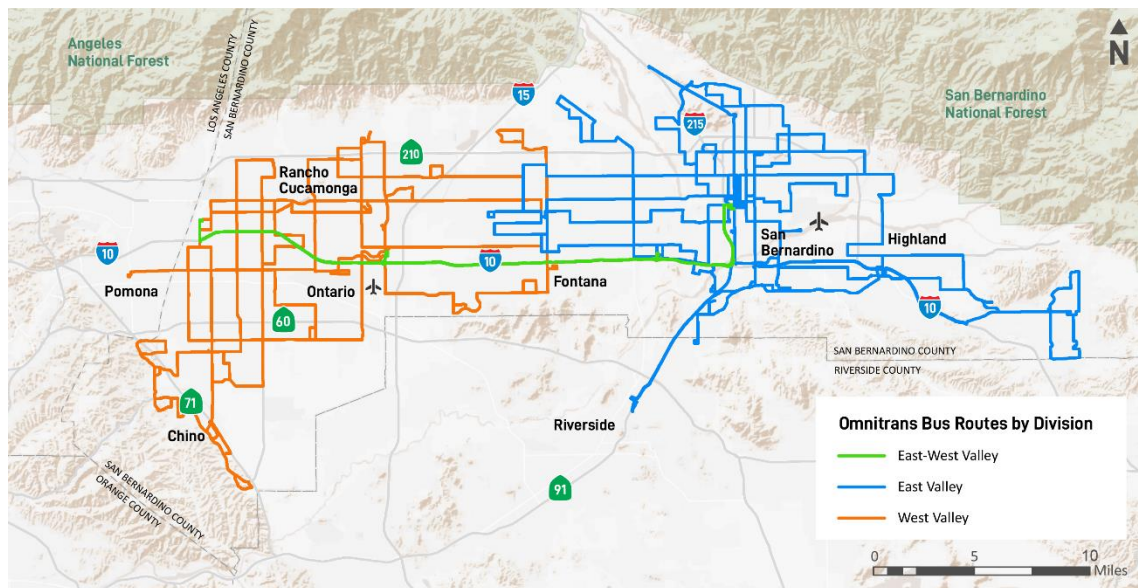 Angeles
National Forest
LOS ANGELES COUNTY
SAN BERNARDINO COUNTY
15
N
215
San Bernardino
National Forest
210
Rancho
Cucamonga
10
Pomona
Ontario
10
Fontana
San
Bernardino
Highland
60
10
SAN BERNARDINO COUNTY
RIVERSIDE COUNTY
71
Chino
Riverside
91
SAN BERNARDINO COUNTY
ORANGE COUNTY
Omnitrans Bus Routes by Division
East-West Valley
East Valley
West Valley
0 5 10
Miles